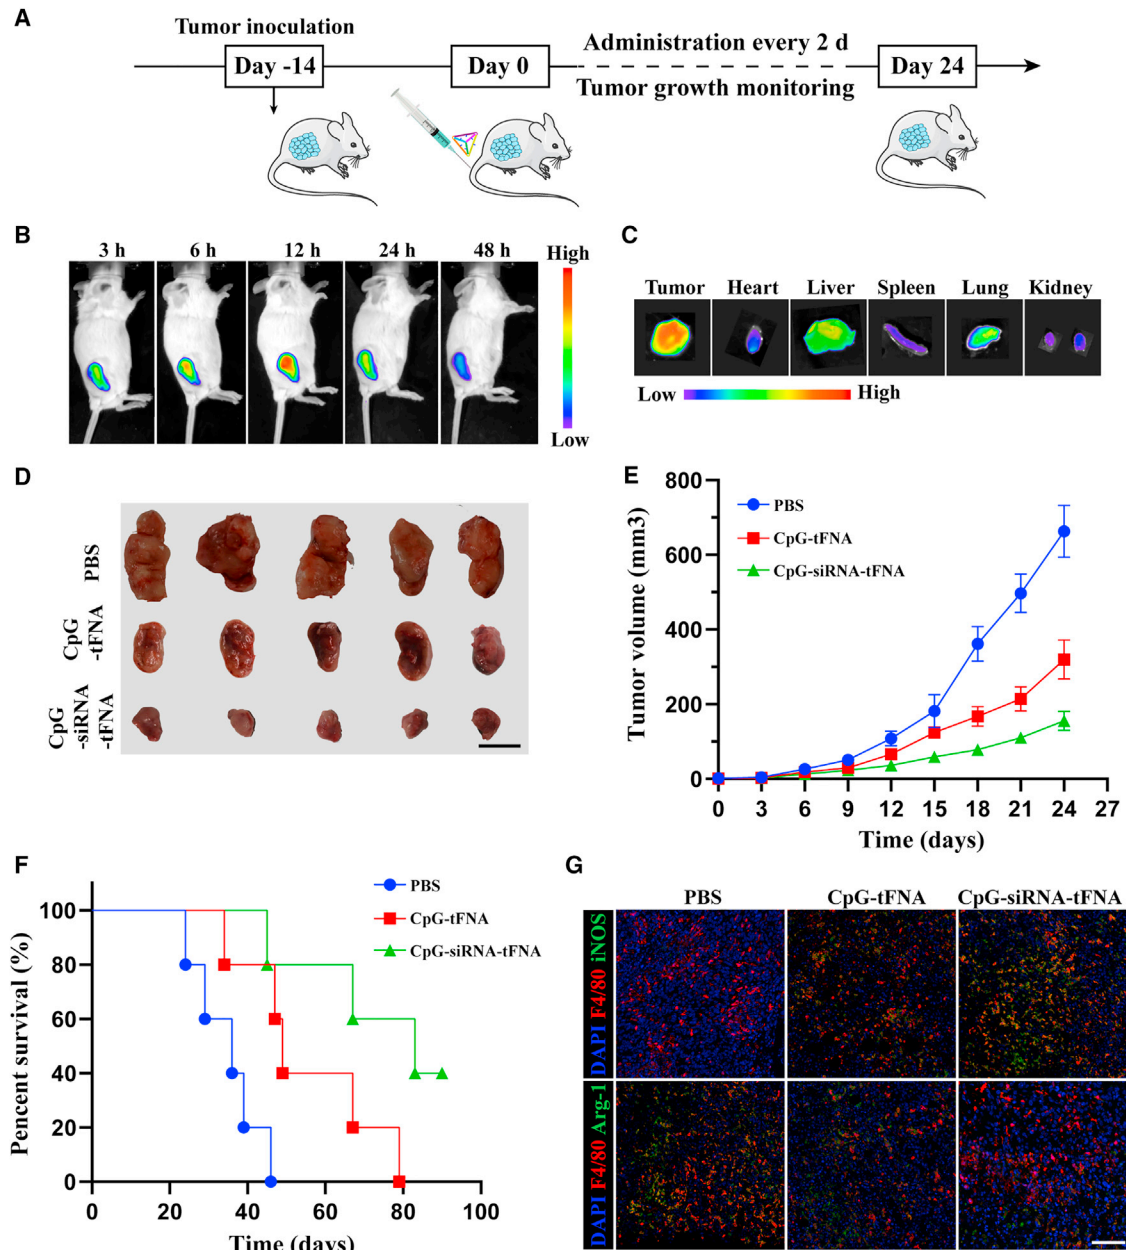 A
Tumor inoculation
Day -14
Day 0
Administration every 2 d
Tumor growth monitoring
Day 24
B
3 h
6 h
12 h
24 h
48 h
High
Low
C
Tumor
Heart
Liver
Spleen
Lung
Kidney
Low
High
D
PBS
CpG
-tFNA
CpG
-siRNA
-tFNA
E
Tumor volume (mm3)
800
600
400
200
0
PBS
CpG-tFNA
CpG-siRNA-tFNA
0 3 6 9 12 15 18 21 24 27
Time (days)
F
Pencent survival (%)
100
80
60
40
20
0
PBS
CpG-tFNA
CpG-siRNA-tFNA
0 20 40 60 80 100
Time (days)
G
PBS
CpG-tFNA
CpG-siRNA-tFNA
DAPI F4/80 iNOS
DAPI F4/80 Arg-1